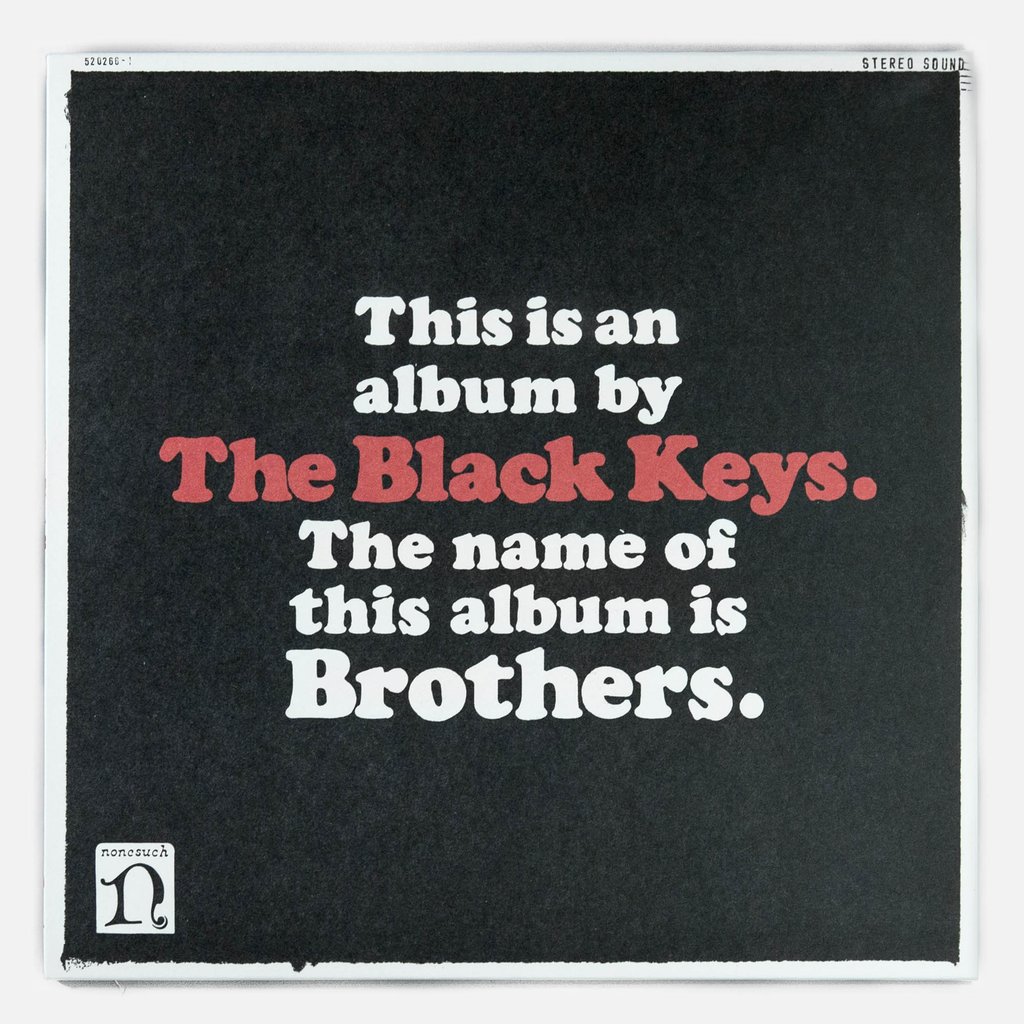 520266-1
STEREO SOUND
This is an
album by
The Black Keys.
The name of
this album is
Brothers.
nonesuch
n